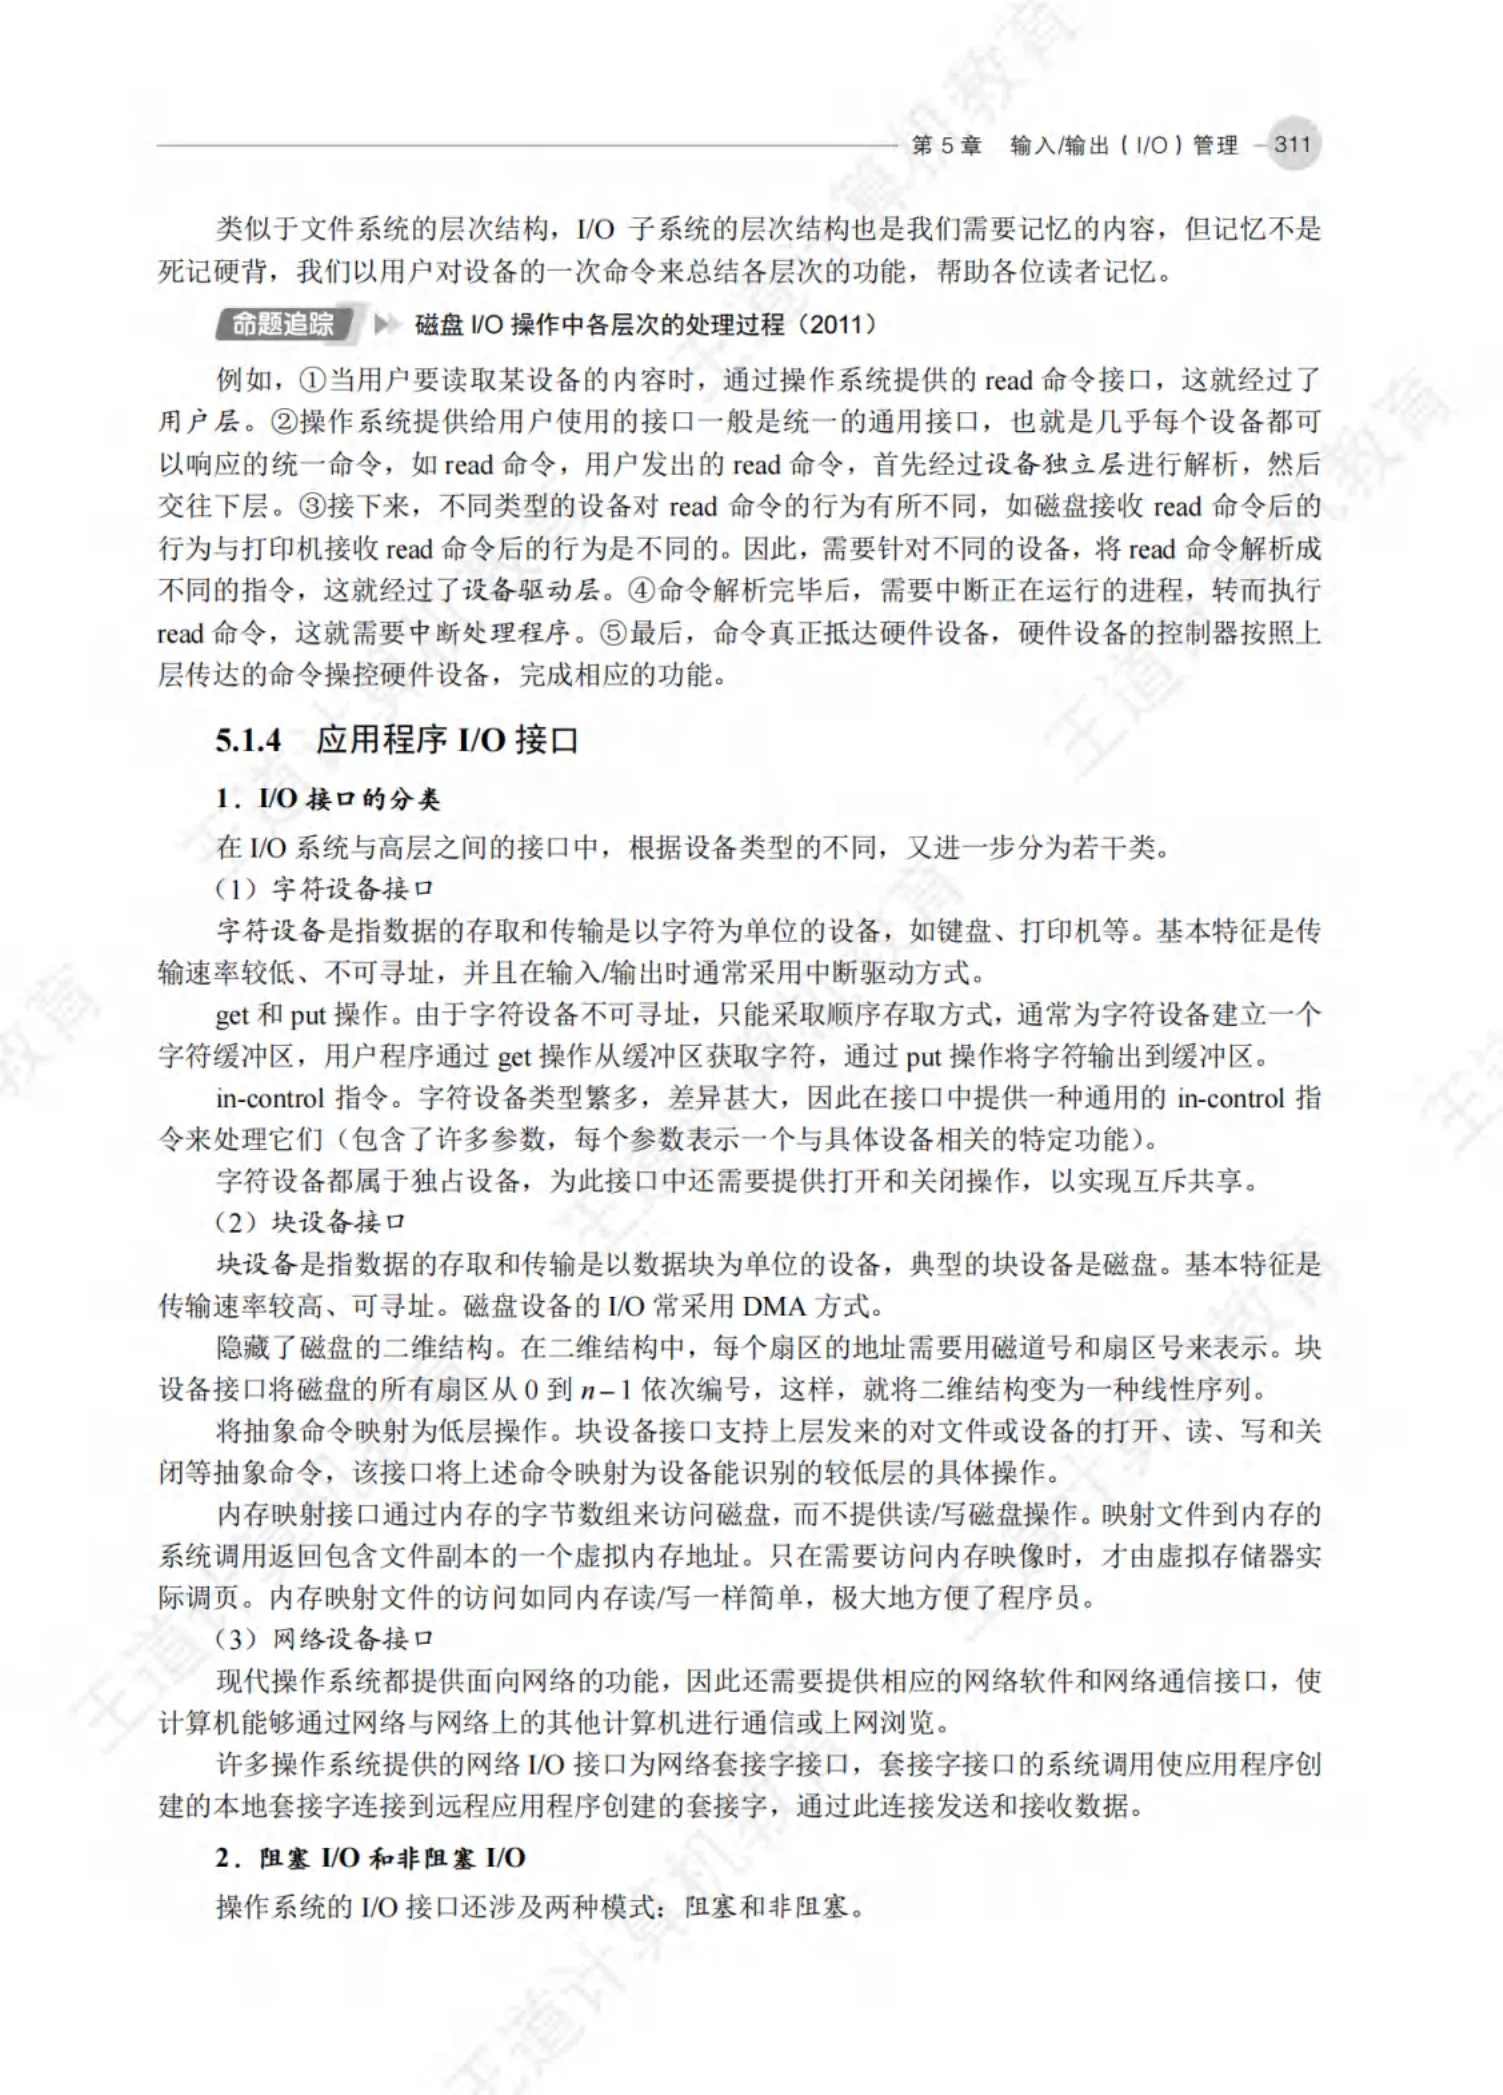 第 5 章 输入/输出（I/O）管理 311
类似于文件系统的层次结构，I/O 子系统的层次结构也是我们需要记忆的内容，但记忆不是
死记硬背，我们以用户对设备的一次命令来总结各层次的功能，帮助各位读者记忆。
命题追踪 磁盘 I/O 操作中各层次的处理过程（2011）
例如，①当用户要读取某设备的内容时，通过操作系统提供的 read 命令接口，这就经过了
用户层。②操作系统提供给用户使用的接口一般是统一的通用接口，也就是几乎每个设备都可
以响应的统一命令，如 read 命令，用户发出的 read 命令，首先经过设备独立层进行解析，然后
交往下层。③接下来，不同类型的设备对 read 命令的行为有所不同，如磁盘接收 read 命令后的
行为与打印机接收 read 命令后的行为是不同的。因此，需要针对不同的设备，将 read 命令解析成
不同的指令，这就经过了设备驱动层。④命令解析完毕后，需要中断正在运行的进程，转而执行
read 命令，这就需要中断处理程序。⑤最后，命令真正抵达硬件设备，硬件设备的控制器按照上
层传达的命令操控硬件设备，完成相应的功能。
5.1.4 应用程序 I/O 接口
1．I/O 接口的分类
在 I/O 系统与高层之间的接口中，根据设备类型的不同，又进一步分为若干类。
（1）字符设备接口
字符设备是指数据的存取和传输是以字符为单位的设备，如键盘、打印机等。基本特征是传
输速率较低、不可寻址，并且在输入/输出时通常采用中断驱动方式。
get 和 put 操作。由于字符设备不可寻址，只能采取顺序存取方式，通常为字符设备建立一个
字符缓冲区，用户程序通过 get 操作从缓冲区获取字符，通过 put 操作将字符输出到缓冲区。
in-control 指令。字符设备类型繁多，差异甚大，因此在接口中提供一种通用的 in-control 指
令来处理它们（包含了许多参数，每个参数表示一个与具体设备相关的特定功能）。
字符设备都属于独占设备，为此接口中还需要提供打开和关闭操作，以实现互斥共享。
（2）块设备接口
块设备是指数据的存取和传输是以数据块为单位的设备，典型的块设备是磁盘。基本特征是
传输速率较高、可寻址。磁盘设备的 I/O 常采用 DMA 方式。
隐藏了磁盘的二维结构。在二维结构中，每个扇区的地址需要用磁道号和扇区号来表示。块
设备接口将磁盘的所有扇区从 0 到 n – 1 依次编号，这样，就将二维结构变为一种线性序列。
将抽象命令映射为低层操作。块设备接口支持上层发来的对文件或设备的打开、读、写和关
闭等抽象命令，该接口将上述命令映射为设备能识别的较低层的具体操作。
内存映射接口通过内存的字节数组来访问磁盘，而不提供读/写磁盘操作。映射文件到内存的
系统调用返回包含文件副本的一个虚拟内存地址。只在需要访问内存映像时，才由虚拟存储器实
际调页。内存映射文件的访问如同内存读/写一样简单，极大地方便了程序员。
（3）网络设备接口
现代操作系统都提供面向网络的功能，因此还需要提供相应的网络软件和网络通信接口，使
计算机能够通过网络与网络上的其他计算机进行通信或上网浏览。
许多操作系统提供的网络 I/O 接口为网络套接字接口，套接字接口的系统调用使应用程序创
建的本地套接字连接到远程应用程序创建的套接字，通过此连接发送和接收数据。
2．阻塞 I/O 和非阻塞 I/O
操作系统的 I/O 接口还涉及两种模式：阻塞和非阻塞。
王道计算机教育